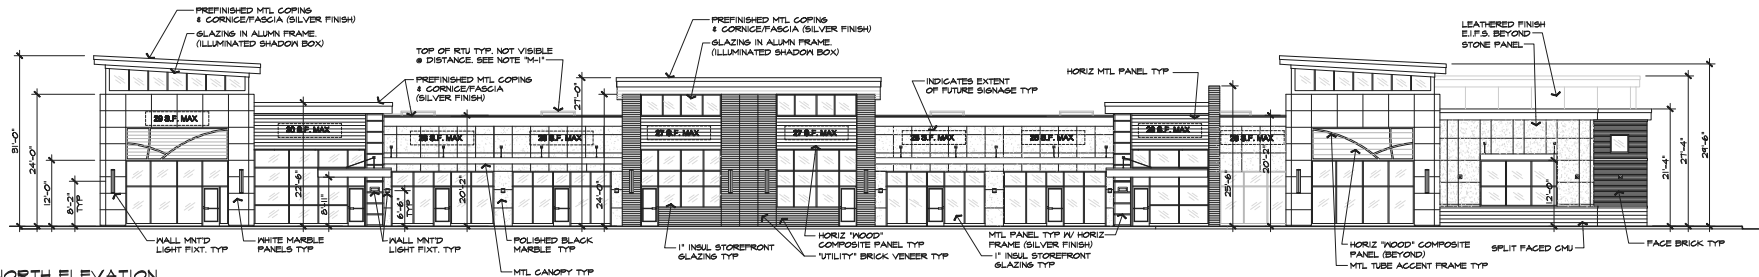 PREFINISHED MTL COPING
& CORNICE/FASCIA (SILVER FINISH)
GLAZING IN ALUMN FRAME.
(ILLUMINATED SHADOW BOX)
TOP OF RTU TYP. NOT VISIBLE
@ DISTANCE. SEE NOTE "M-1"
PREFINISHED MTL COPING
& CORNICE/FASCIA
(SILVER FINISH)
PREFINISHED MTL COPING
& CORNICE/FASCIA (SILVER FINISH)
GLAZING IN ALUMN FRAME.
(ILLUMINATED SHADOW BOX)
INDICATES EXTENT
OF FUTURE SIGNAGE TYP
HORIZ MTL PANEL TYP
LEATHERED FINISH
E.I.F.S. BEYOND
STONE PANEL
31'-0"
24'-0"
12'-0"
8'-2"
TYP
29 S.F. MAX
20 S.F. MAX
22'-6"
8'-11"
6'-6"
TYP
20'-2"
25 S.F. MAX
25 S.F. MAX
27'-0"
24'-0"
27 S.F. MAX
27 S.F. MAX
25 S.F. MAX
25 S.F. MAX
25 S.F. MAX
25'-6"
25 S.F. MAX
20'-2"
12'-0"
21'-4"
27'-4"
29'-6"
WALL MNT'D
LIGHT FIXT. TYP
WHITE MARBLE
PANELS TYP
WALL MNT'D
LIGHT FIXT. TYP
POLISHED BLACK
MARBLE TYP
MTL CANOPY TYP
1" INSUL STOREFRONT
GLAZING TYP
HORIZ "WOOD"
COMPOSITE PANEL TYP
"UTILITY" BRICK VENEER TYP
MTL PANEL TYP W/ HORIZ
FRAME (SILVER FINISH)
1" INSUL STOREFRONT
GLAZING TYP
HORIZ "WOOD" COMPOSITE
PANEL (BEYOND)
MTL TUBE ACCENT FRAME TYP
SPLIT FACED CMU
FACE BRICK TYP
NORTH ELEVATION